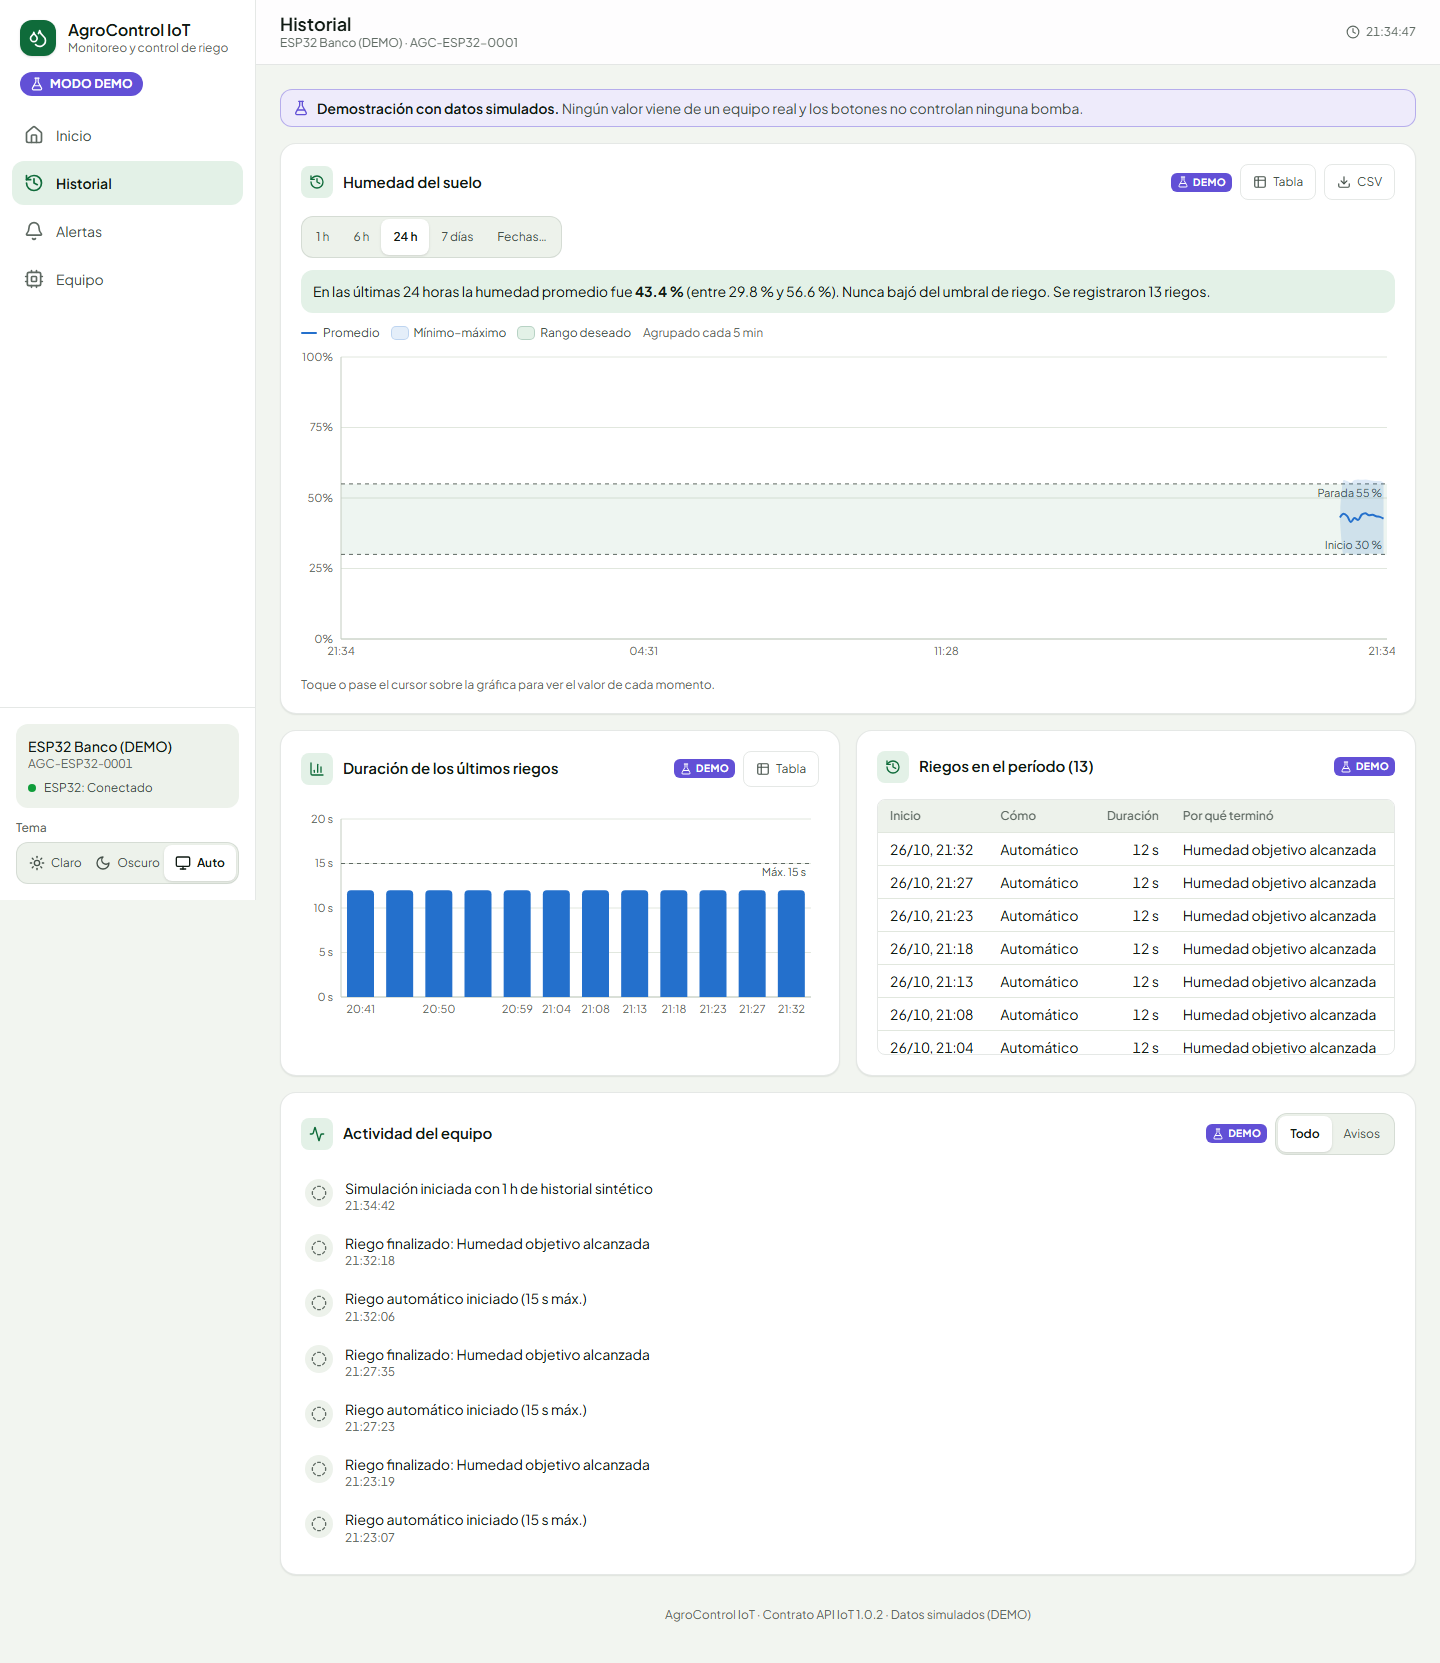 AgroControl IoT
Monitoreo y control de riego
MODO DEMO
Inicio
Historial
Alertas
Equipo
ESP32 Banco (DEMO)
AGC-ESP32-0001
ESP32: Conectado
Tema
Claro Oscuro Auto
Historial
ESP32 Banco (DEMO) · AGC-ESP32-0001
21:34:47
Demostración con datos simulados. Ningún valor viene de un equipo real y los botones no controlan ninguna bomba.
Humedad del suelo
DEMO Tabla CSV
1 h 6 h 24 h 7 días Fechas…
En las últimas 24 horas la humedad promedio fue 43.4 % (entre 29.8 % y 56.6 %). Nunca bajó del umbral de riego. Se registraron 13 riegos.
Promedio Mínimo–máximo Rango deseado Agrupado cada 5 min
100%
75%
50%
25%
0%
Parada 55 %
Inicio 30 %
21:34 04:31 11:28 21:34
Toque o pase el cursor sobre la gráfica para ver el valor de cada momento.
Duración de los últimos riegos
DEMO Tabla
20 s
15 s
10 s
5 s
0 s
Máx. 15 s
20:41 20:50 20:59 21:04 21:08 21:13 21:18 21:23 21:27 21:32
Riegos en el período (13)
DEMO
Inicio Cómo Duración Por qué terminó
26/10, 21:32 Automático 12 s Humedad objetivo alcanzada
26/10, 21:27 Automático 12 s Humedad objetivo alcanzada
26/10, 21:23 Automático 12 s Humedad objetivo alcanzada
26/10, 21:18 Automático 12 s Humedad objetivo alcanzada
26/10, 21:13 Automático 12 s Humedad objetivo alcanzada
26/10, 21:08 Automático 12 s Humedad objetivo alcanzada
26/10, 21:04 Automático 12 s Humedad objetivo alcanzada
Actividad del equipo
DEMO Todo Avisos
Simulación iniciada con 1 h de historial sintético
21:34:42
Riego finalizado: Humedad objetivo alcanzada
21:32:18
Riego automático iniciado (15 s máx.)
21:32:06
Riego finalizado: Humedad objetivo alcanzada
21:27:35
Riego automático iniciado (15 s máx.)
21:27:23
Riego finalizado: Humedad objetivo alcanzada
21:23:19
Riego automático iniciado (15 s máx.)
21:23:07
AgroControl IoT · Contrato API IoT 1.0.2 · Datos simulados (DEMO)